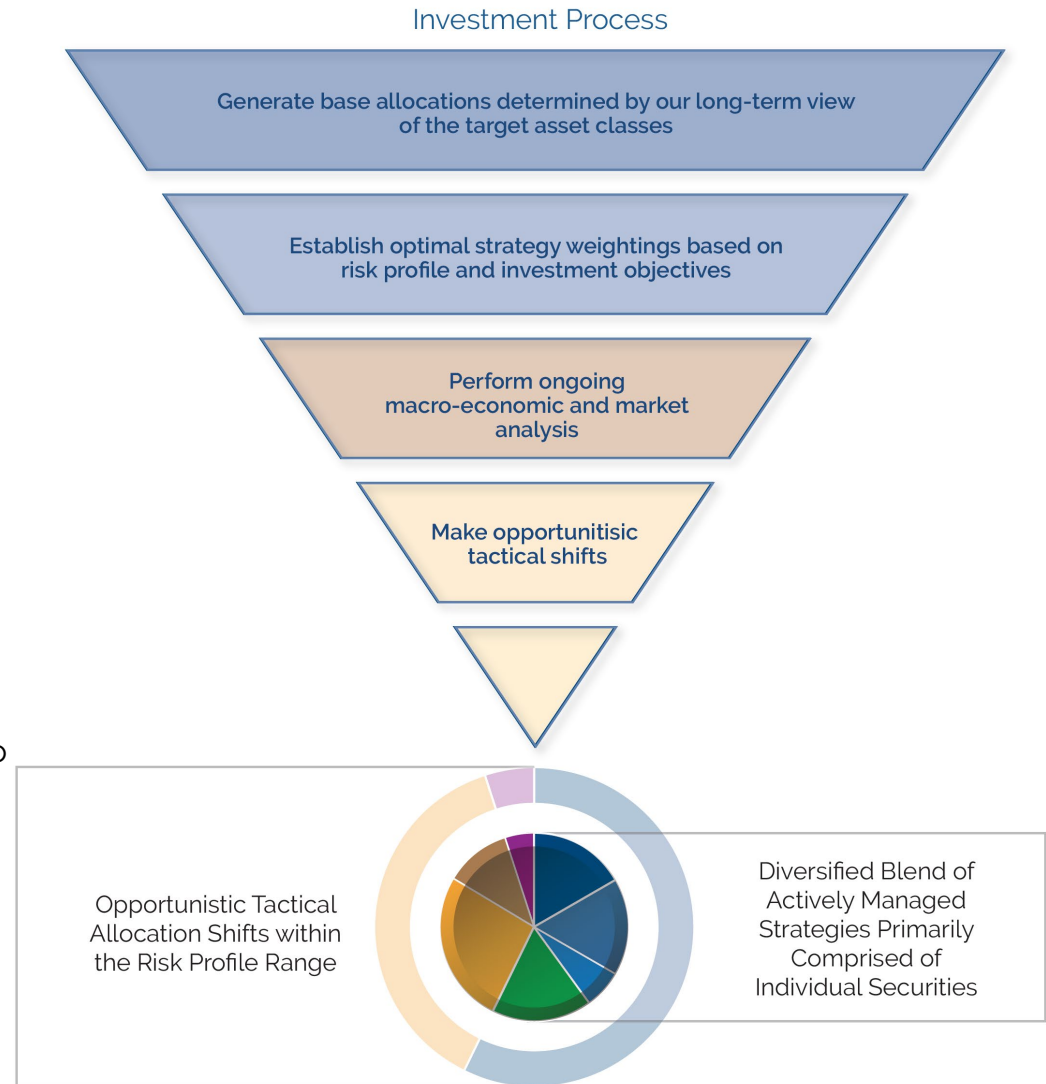 Investment Process
Generate base allocations determined by our long-term view
of the target asset classes
Establish optimal strategy weightings based on
risk profile and investment objectives
Perform ongoing
macro-economic and market
analysis
Make opportunitisic
tactical shifts
Opportunistic Tactical
Allocation Shifts within
the Risk Profile Range
Diversified Blend of
Actively Managed
Strategies Primarily
Comprised of
Individual Securities